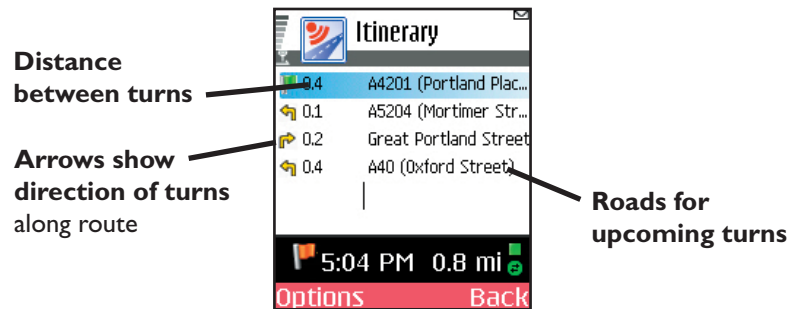 Itinerary
Distance
between turns
0.4 A4201 (Portland Plac...
0.1 A5204 (Mortimer Str...
0.2 Great Portland Street
0.4 A40 (Oxford Street)
Arrows show
direction of turns
along route
Roads for
upcoming turns
5:04 PM 0.8 mi
Options Back